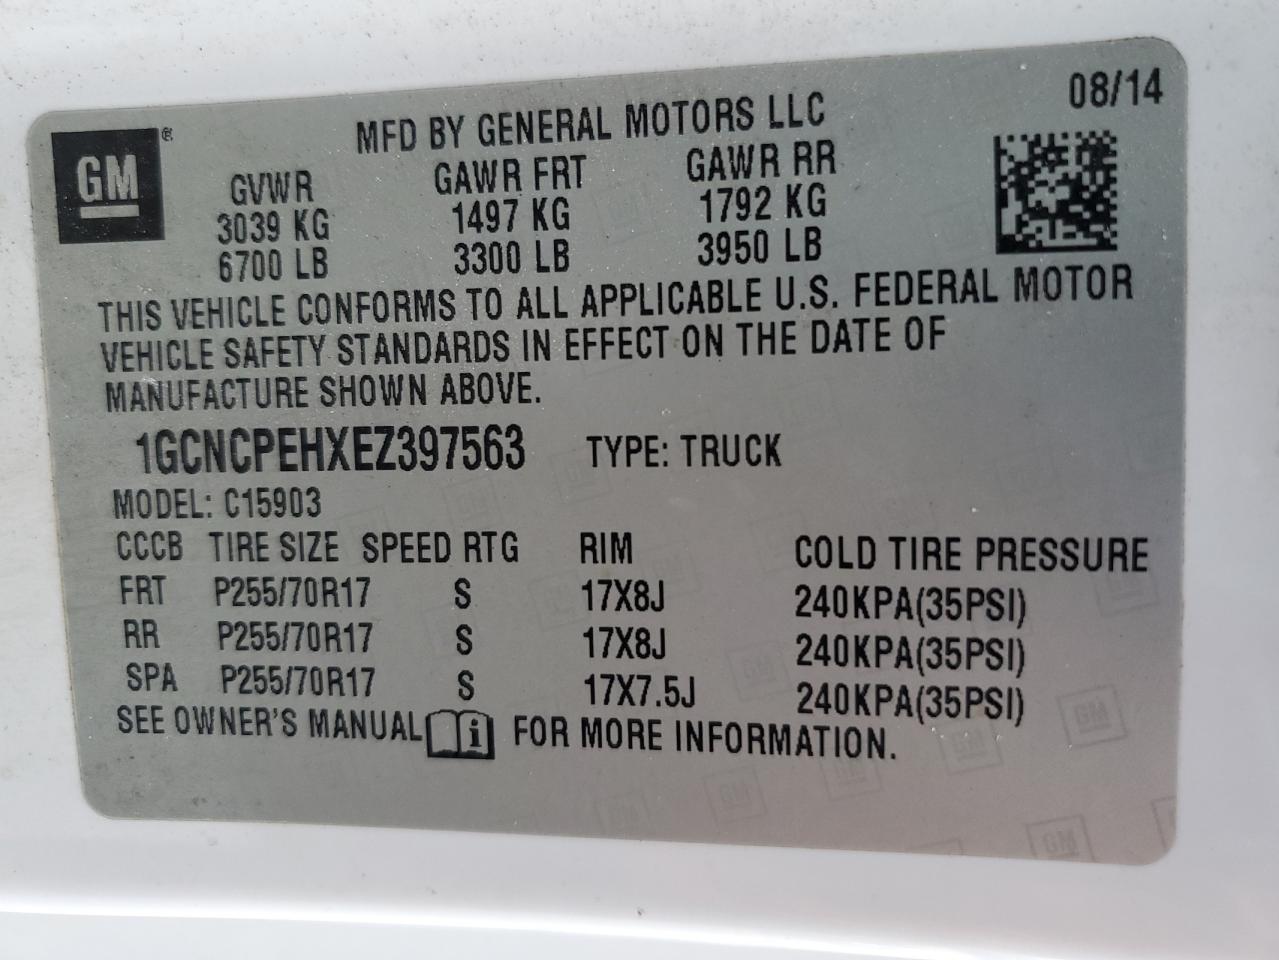 08/14
GM®
MFD BY GENERAL MOTORS LLC
GVWR GAWR FRT GAWR RR
3039 KG 1497 KG 1792 KG
6700 LB 3300 LB 3950 LB
THIS VEHICLE CONFORMS TO ALL APPLICABLE U.S. FEDERAL MOTOR
VEHICLE SAFETY STANDARDS IN EFFECT ON THE DATE OF
MANUFACTURE SHOWN ABOVE.
1GCNCPEHXEZ397563 TYPE: TRUCK
MODEL: C15903
CCCB TIRE SIZE SPEED RTG RIM COLD TIRE PRESSURE
FRT P255/70R17 S 17X8J 240KPA(35PSI)
RR P255/70R17 S 17X8J 240KPA(35PSI)
SPA P255/70R17 S 17X7.5J 240KPA(35PSI)
SEE OWNER'S MANUAL i FOR MORE INFORMATION.